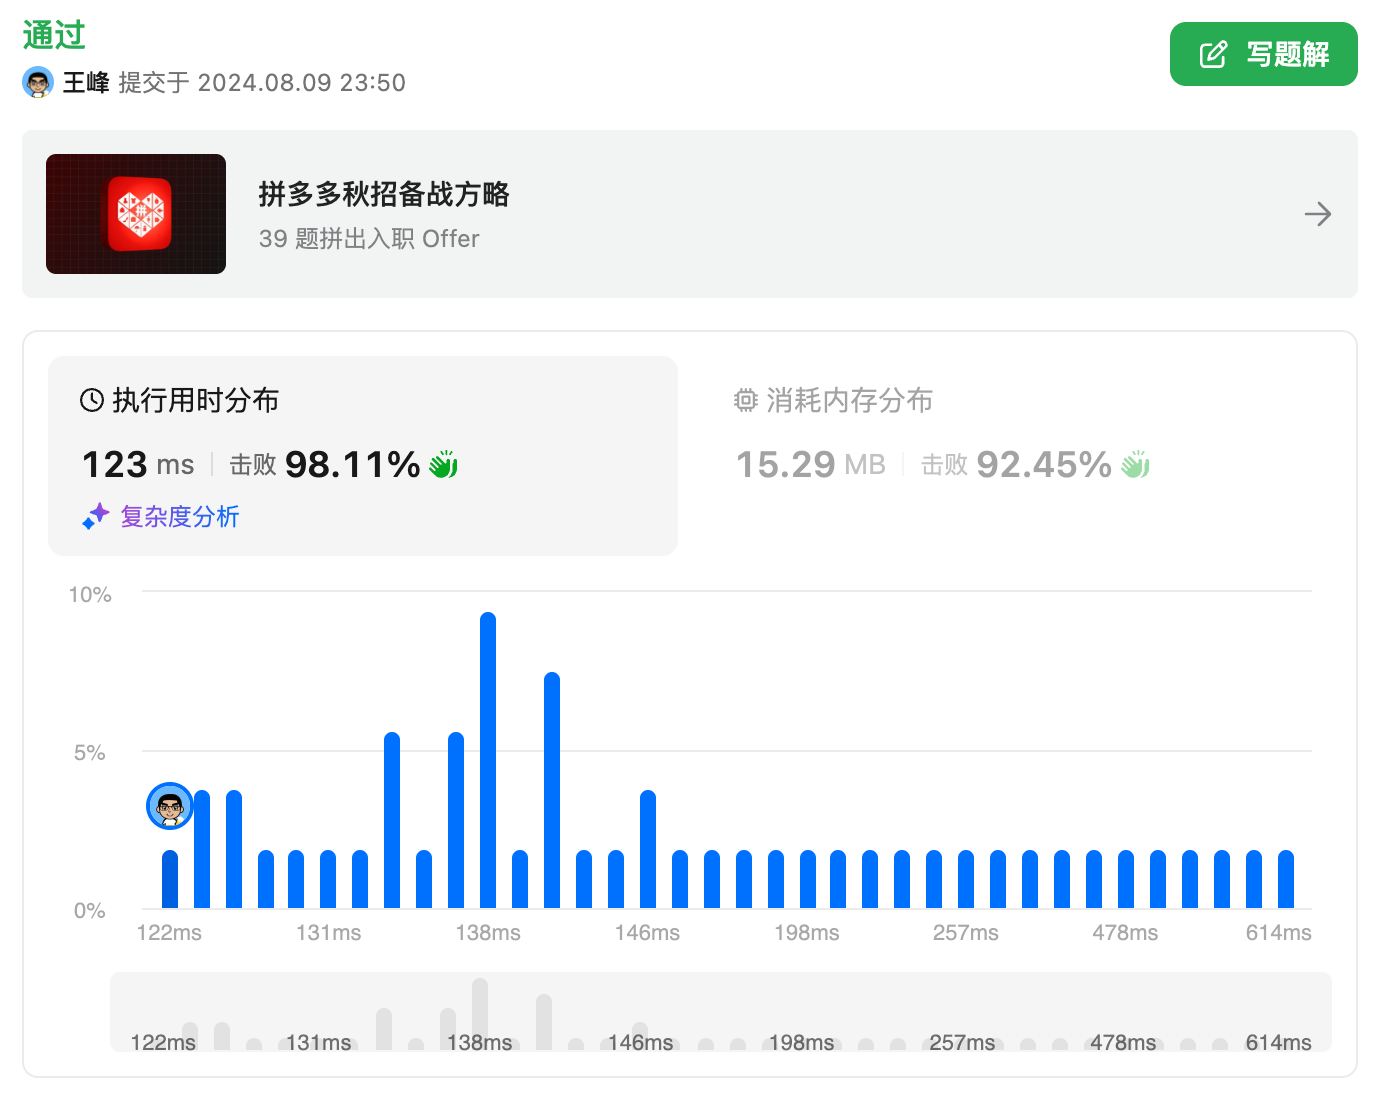 通过
写题解
王峰 提交于 2024.08.09 23:50
拼
拼多多秋招备战方略
39 题拼出入职 Offer
执行用时分布
123 ms 击败 98.11%
复杂度分析
消耗内存分布
15.29 MB 击败 92.45%
10%
5%
0%
122ms 131ms 138ms 146ms 198ms 257ms 478ms 614ms
122ms 131ms 138ms 146ms 198ms 257ms 478ms 614ms